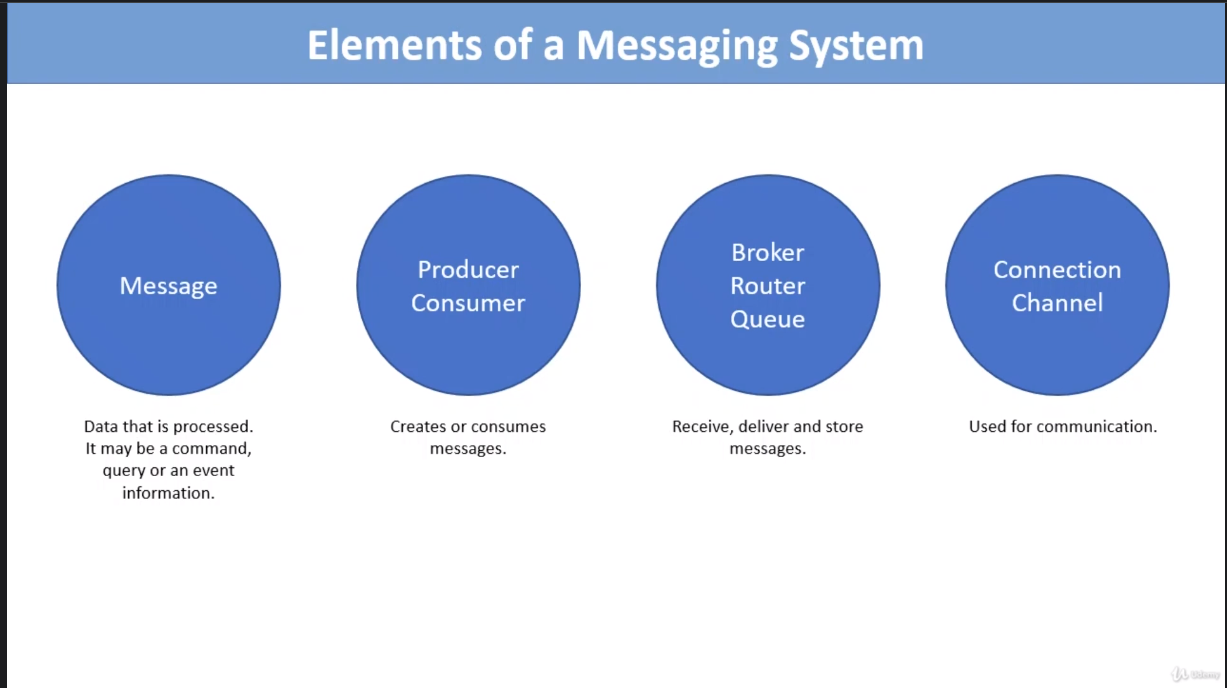 Elements of a Messaging System
Message
Producer
Consumer
Broker
Router
Queue
Connection
Channel
Data that is processed.
It may be a command,
query or an event
information.
Creates or consumes
messages.
Receive, deliver and store
messages.
Used for communication.
Udemy